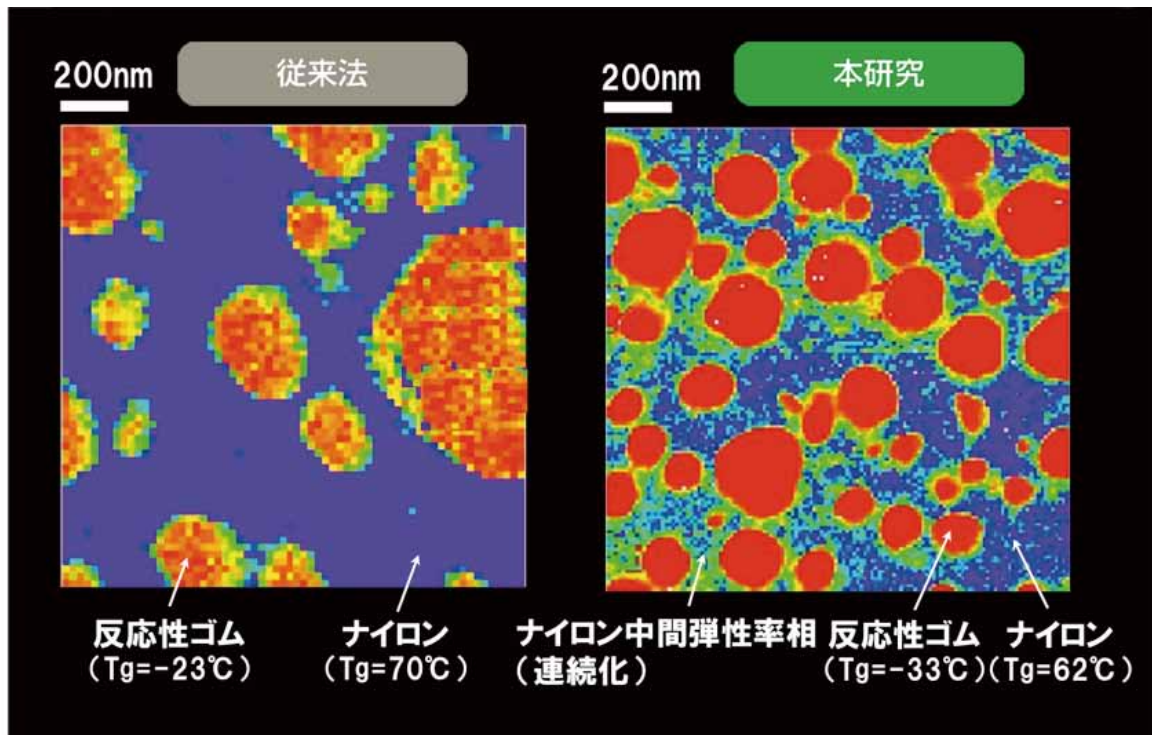 200nm
従来法
200nm
本研究
反応性ゴム
(Tg=-23℃)
ナイロン
(Tg=70℃)
ナイロン中間弾性率相
(連続化)
反応性ゴム
(Tg=-33℃)
ナイロン
(Tg=62℃)